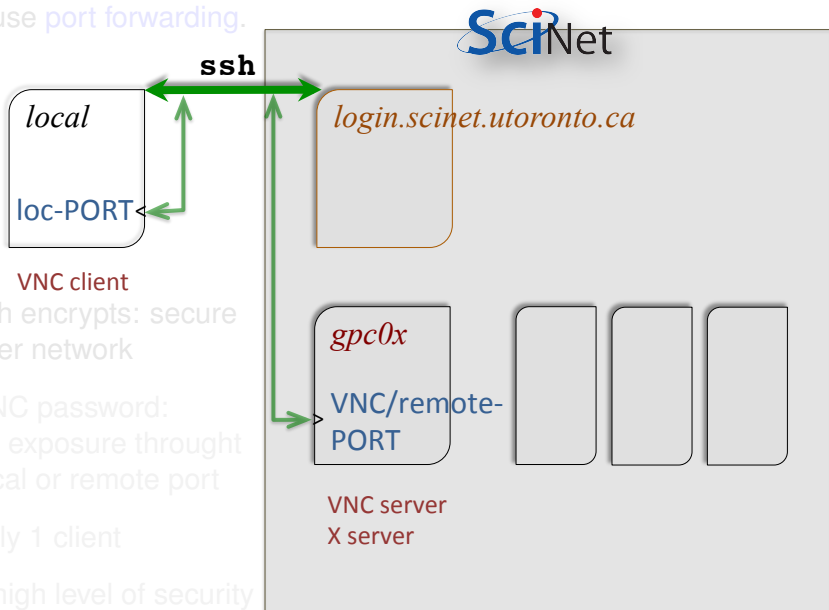 use port forwarding.
SciNet
ssh
local
login.scinet.utoronto.ca
loc-PORT
VNC client
h encrypts: secure
er network
gpc0x
VNC/remote-
PORT
NC password:
exposure throught
cal or remote port
VNC server
X server
ly 1 client
high level of security